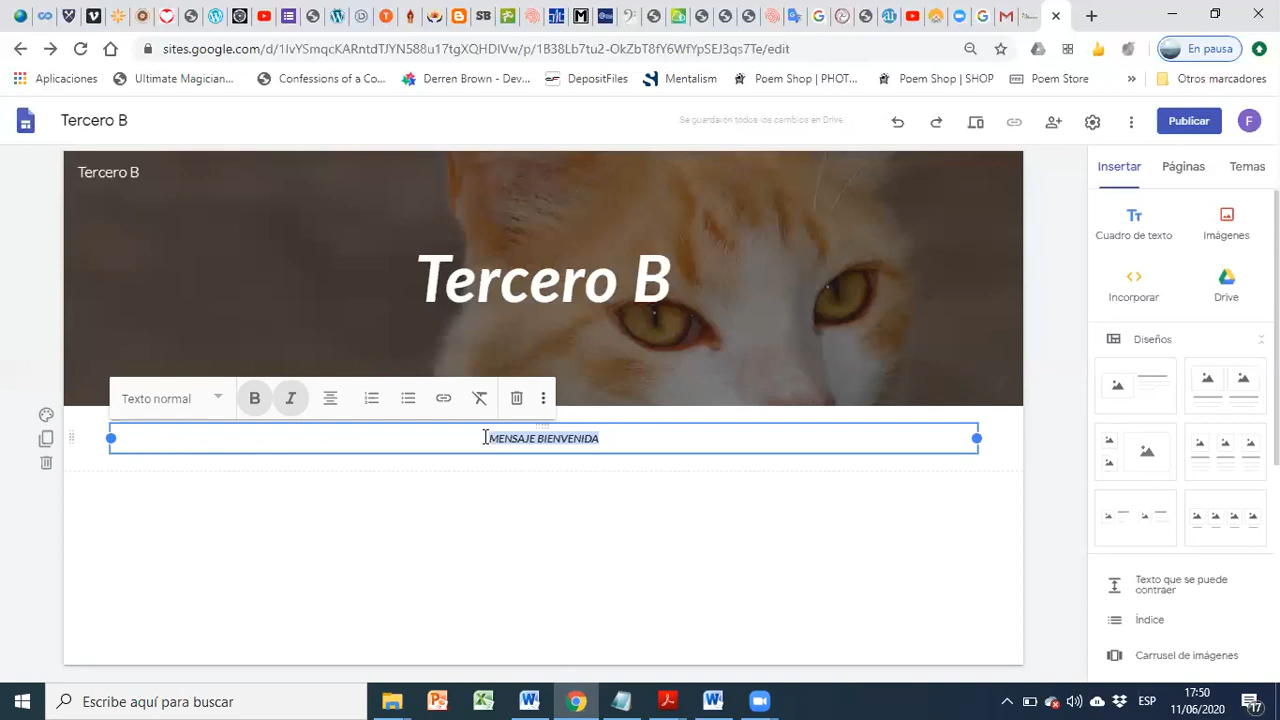 sites.google.com/d/1IvYSmqcKARntdTJYN588u17tgXQHDIVw/p/1B38Lb7tu2-OkZbT8fY6WfYpSEJ3qs7Te/edit
En pausa
Aplicaciones
Ultimate Magician...
Confessions of a Co...
Derren Brown - Dev...
DepositFiles
Mentalism
Poem Shop | PHOT...
Poem Shop | SHOP
Poem Store
»
Otros marcadores
Tercero B
Se guardaron todos los cambios en Drive.
Publicar
F
Tercero B
Insertar
Páginas
Temas
Tercero B
Cuadro de texto
Imágenes
Incorporar
Drive
Diseños
Texto normal
B
I
MENSAJE BIENVENIDA
Texto que se puede
contraer
Índice
Carrusel de imágenes
Escribe aquí para buscar
ESP
17:50
11/06/2020
17